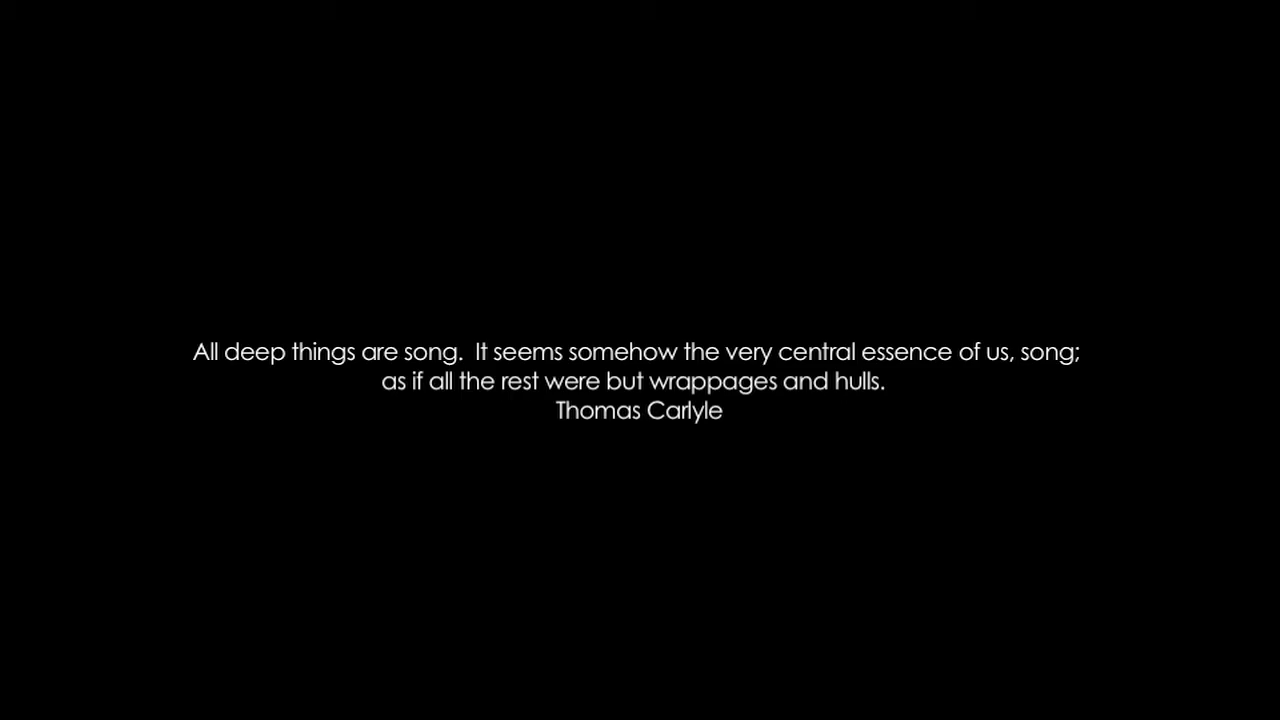 All deep things are song.  It seems somehow the very central essence of us, song;
as if all the rest were but wrappages and hulls.
Thomas Carlyle